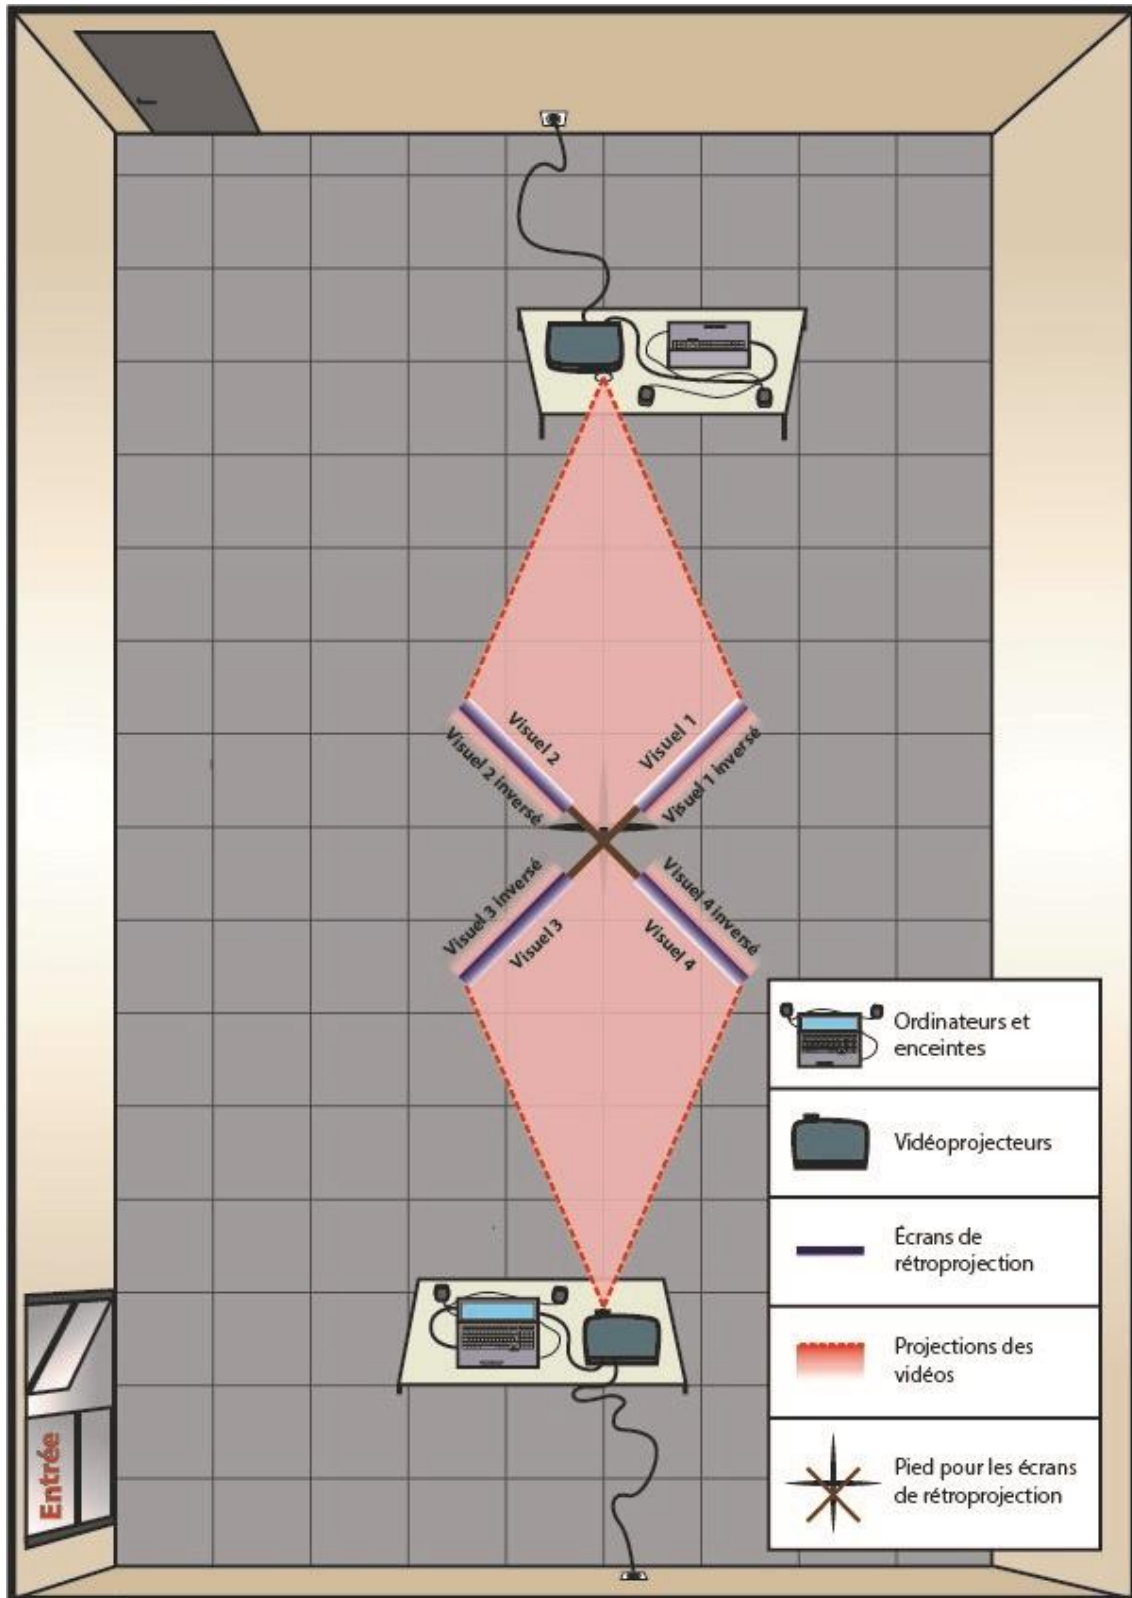 Visuel 2
Visuel 1
Visuel 2 inversé
Visuel 1 inversé
Visuel 3 inversé
Visuel 4 inversé
Visuel 3
Visuel 4
Ordinateurs et
enceintes
Vidéoprojecteurs
Écrans de
rétroprojection
Projections des
vidéos
Pied pour les écrans
de rétroprojection
Entrée